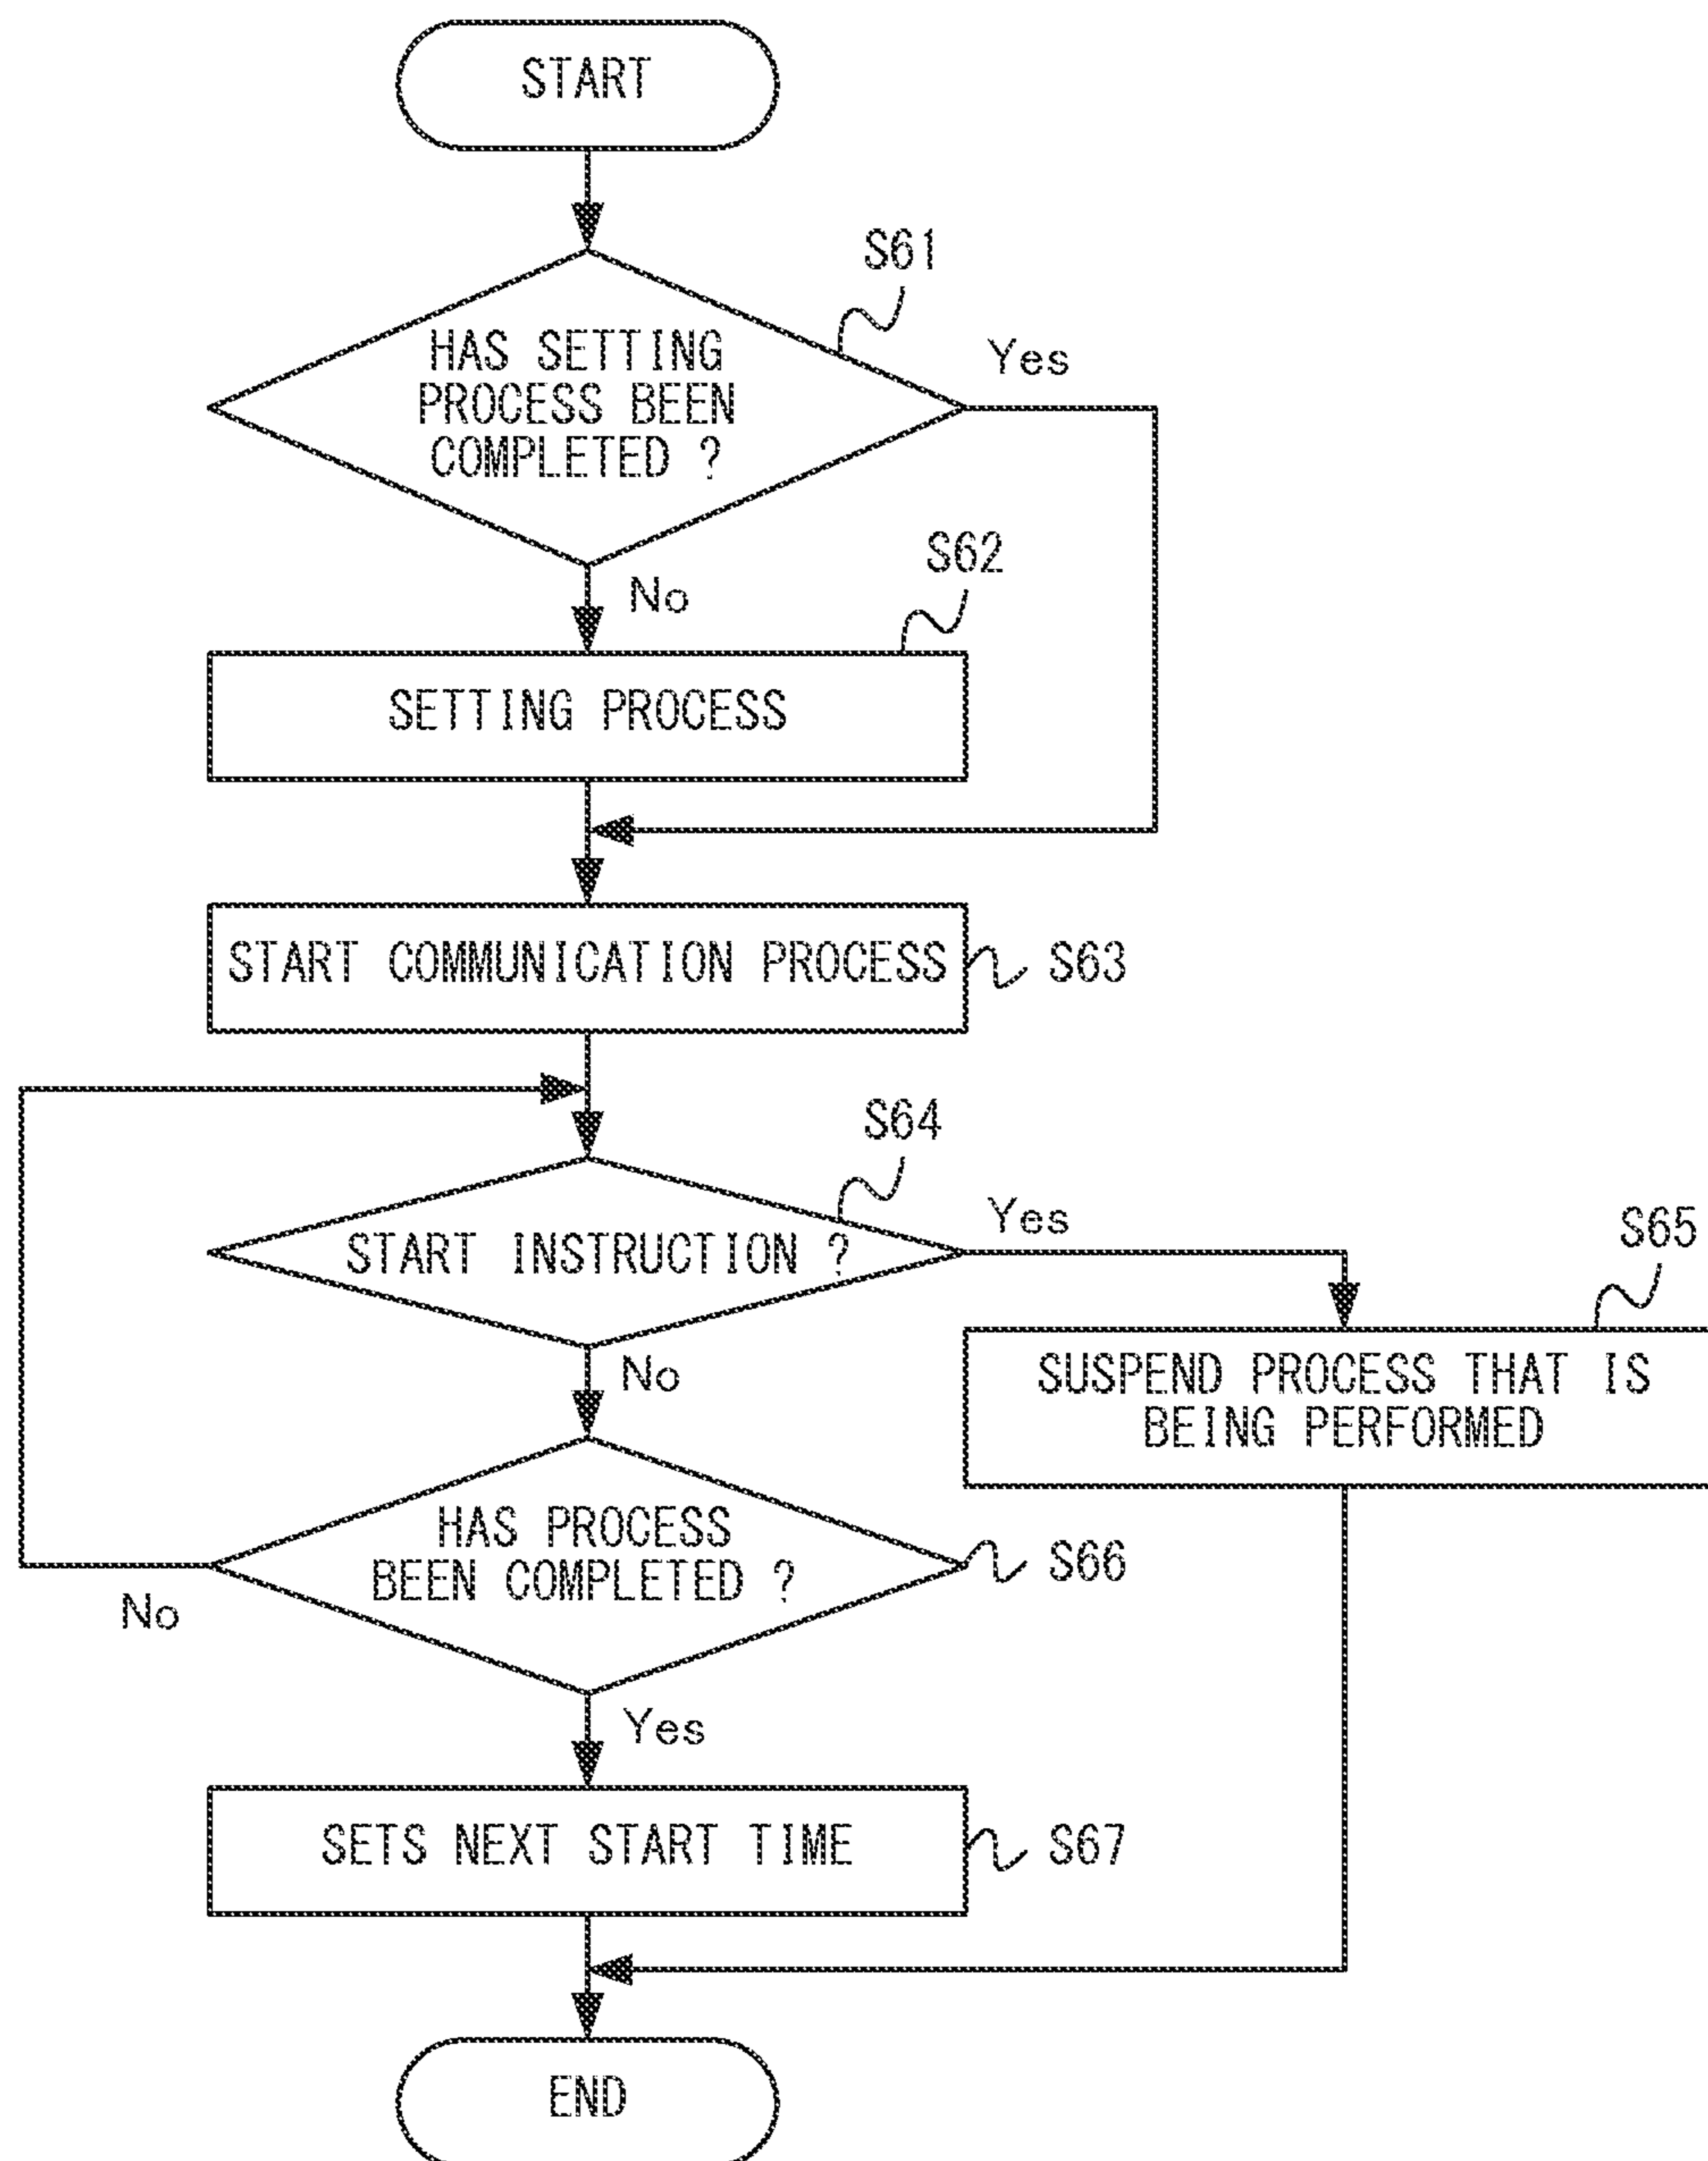 START
S61
HAS SETTING
PROCESS BEEN
COMPLETED ?
Yes
No
S62
SETTING PROCESS
START COMMUNICATION PROCESS
S63
S64
START INSTRUCTION ?
Yes
No
S65
SUSPEND PROCESS THAT IS
BEING PERFORMED
HAS PROCESS
BEEN COMPLETED ?
S66
No
Yes
SETS NEXT START TIME
S67
END